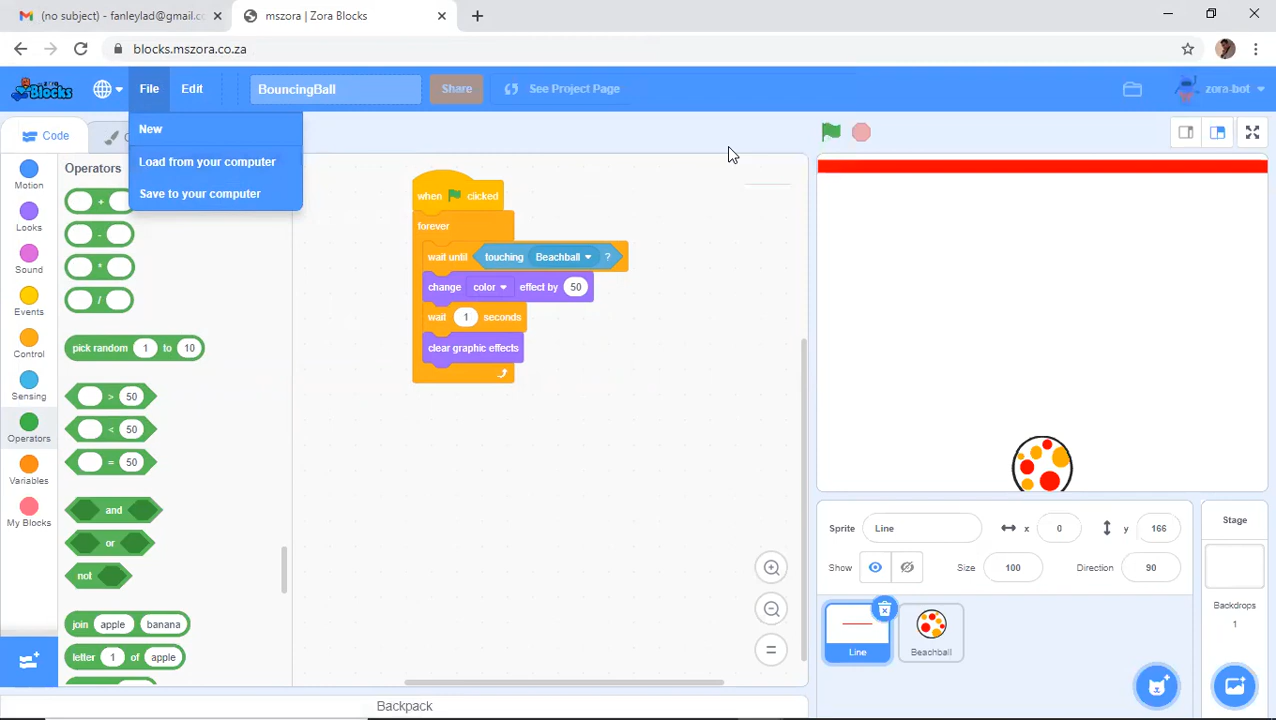 (no subject) - fanleylad@gmail.cc
mszora | Zora Blocks
blocks.mszora.co.za
Blocks
File
Edit
BouncingBall
Share
See Project Page
zora-bot
New
Load from your computer
Save to your computer
Code
Motion
Looks
Sound
Events
Control
Sensing
Operators
Variables
My Blocks
Operators
+
-
*
/
pick random 1 to 10
> 50
< 50
= 50
and
or
not
join apple banana
letter 1 of apple
when clicked
forever
wait until touching Beachball ?
change color effect by 50
wait 1 seconds
clear graphic effects
Backpack
Sprite Line x 0 y 166
Show Size 100 Direction 90
Line
Beachball
Stage
Backdrops
1